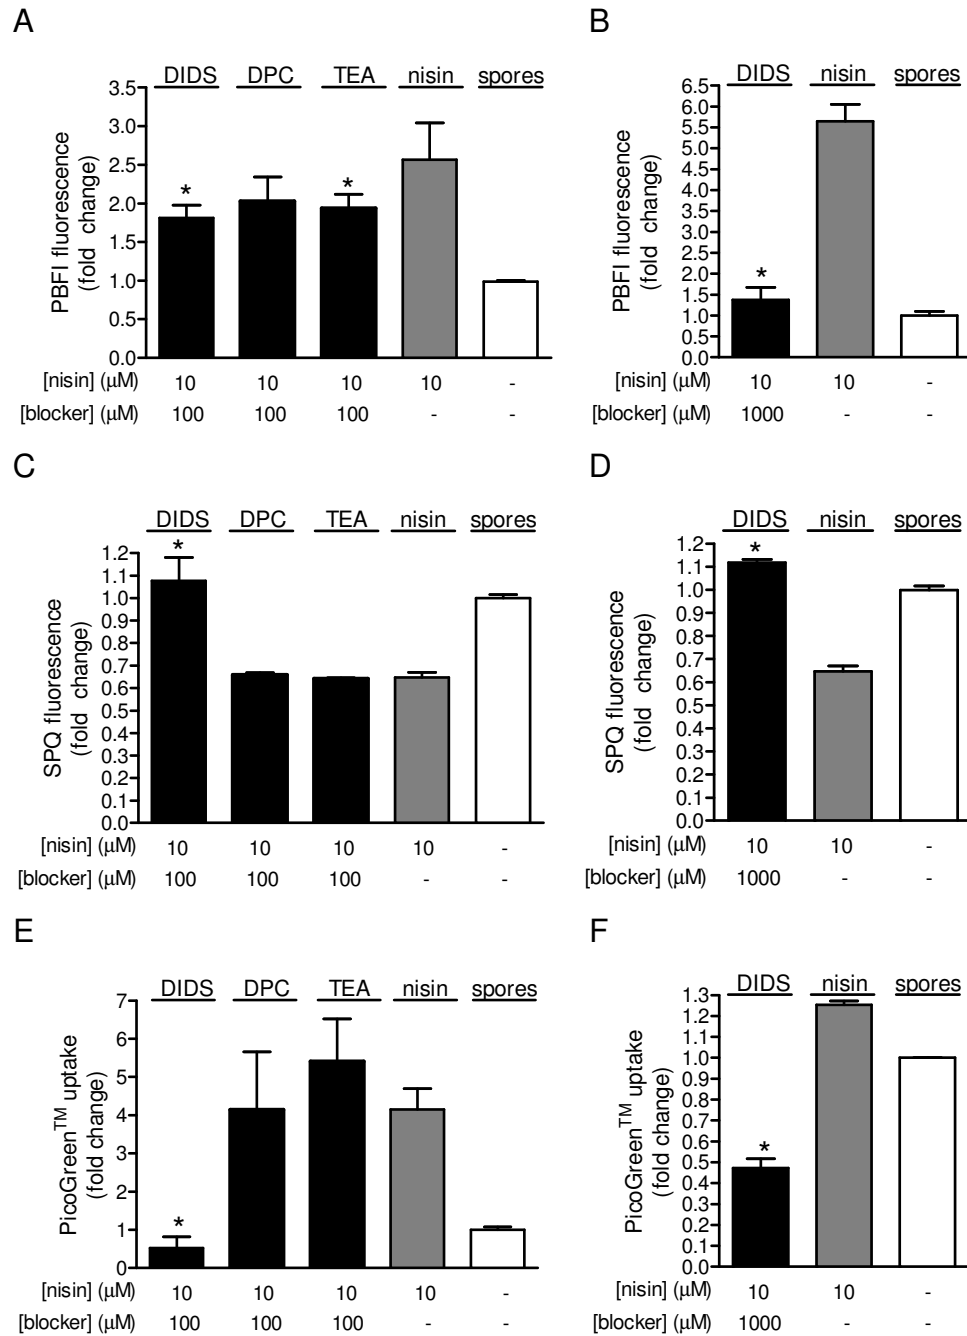 A
DIDS DPC TEA nisin spores
PBFI fluorescence
(fold change)
3.5
3.0
2.5
2.0
1.5
1.0
0.5
0.0
* *
[nisin] (μM) 10 10 10 10 -
[blocker] (μM) 100 100 100 - -
B
DIDS nisin spores
PBFI fluorescence
(fold change)
6.5
6.0
5.5
5.0
4.5
4.0
3.5
3.0
2.5
2.0
1.5
1.0
0.5
0.0
*
[nisin] (μM) 10 10 -
[blocker] (μM) 1000 - -
C
DIDS DPC TEA nisin spores
SPQ fluorescence
(fold change)
1.2
1.1
1.0
0.9
0.8
0.7
0.6
0.5
0.4
0.3
0.2
0.1
0.0
*
[nisin] (μM) 10 10 10 10 -
[blocker] (μM) 100 100 100 - -
D
DIDS nisin spores
SPQ fluorescence
(fold change)
1.2
1.1
1.0
0.9
0.8
0.7
0.6
0.5
0.4
0.3
0.2
0.1
0.0
*
[nisin] (μM) 10 10 -
[blocker] (μM) 1000 - -
E
DIDS DPC TEA nisin spores
PicoGreen™ uptake
(fold change)
7
6
5
4
3
2
1
0
*
[nisin] (μM) 10 10 10 10 -
[blocker] (μM) 100 100 100 - -
F
DIDS nisin spores
PicoGreen™ uptake
(fold change)
1.3
1.2
1.1
1.0
0.9
0.8
0.7
0.6
0.5
0.4
0.3
0.2
0.1
0.0
*
[nisin] (μM) 10 10 -
[blocker] (μM) 1000 - -